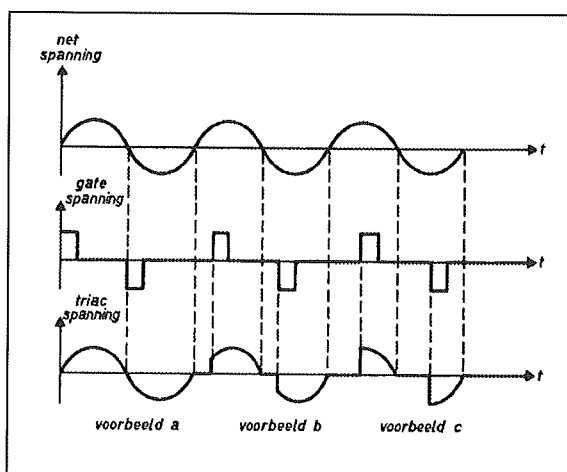 net
spanning
t
gate
spanning
t
triac
spanning
t
voorbeeld a
voorbeeld b
voorbeeld c